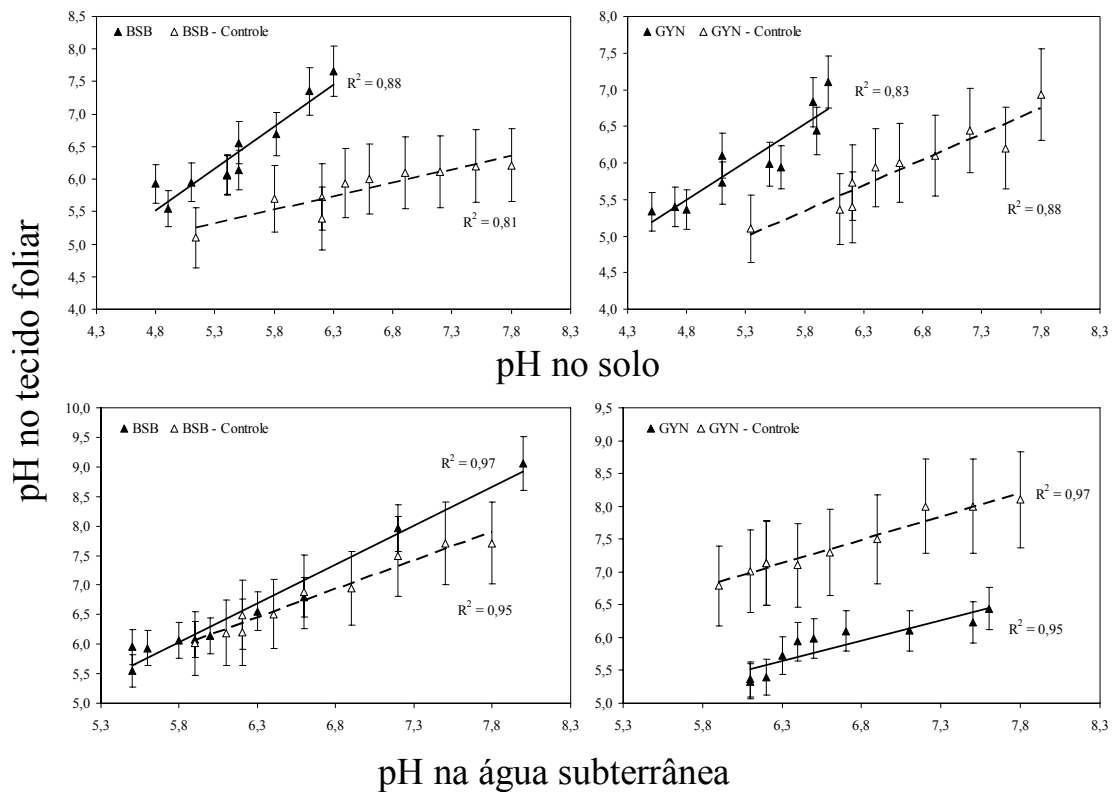 pH no tecido foliar
8,5
8,0
7,5
7,0
6,5
6,0
5,5
5,0
4,5
4,0
BSB BSB - Controle
R² = 0,88
R² = 0,81
4,3 4,8 5,3 5,8 6,3 6,8 7,3 7,8 8,3
8,5
8,0
7,5
7,0
6,5
6,0
5,5
5,0
4,5
4,0
GYN GYN - Controle
R² = 0,83
R² = 0,88
4,3 4,8 5,3 5,8 6,3 6,8 7,3 7,8 8,3
pH no solo
10,0
9,5
9,0
8,5
8,0
7,5
7,0
6,5
6,0
5,5
5,0
BSB BSB - Controle
R² = 0,97
R² = 0,95
5,3 5,8 6,3 6,8 7,3 7,8 8,3
9,5
9,0
8,5
8,0
7,5
7,0
6,5
6,0
5,5
5,0
GYN GYN - Controle
R² = 0,97
R² = 0,95
5,3 5,8 6,3 6,8 7,3 7,8 8,3
pH na água subterrânea